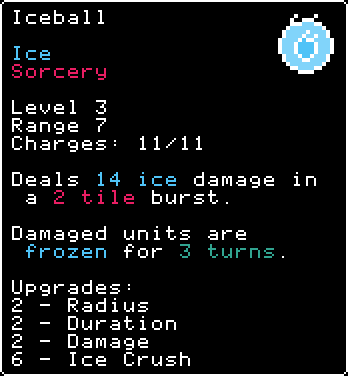 Iceball
Ice
Sorcery
Level 3
Range 7
Charges: 11/11
Deals 14 ice damage in
a 2 tile burst.
Damaged units are
frozen for 3 turns.
Upgrades:
2 - Radius
2 - Duration
2 - Damage
6 - Ice Crush